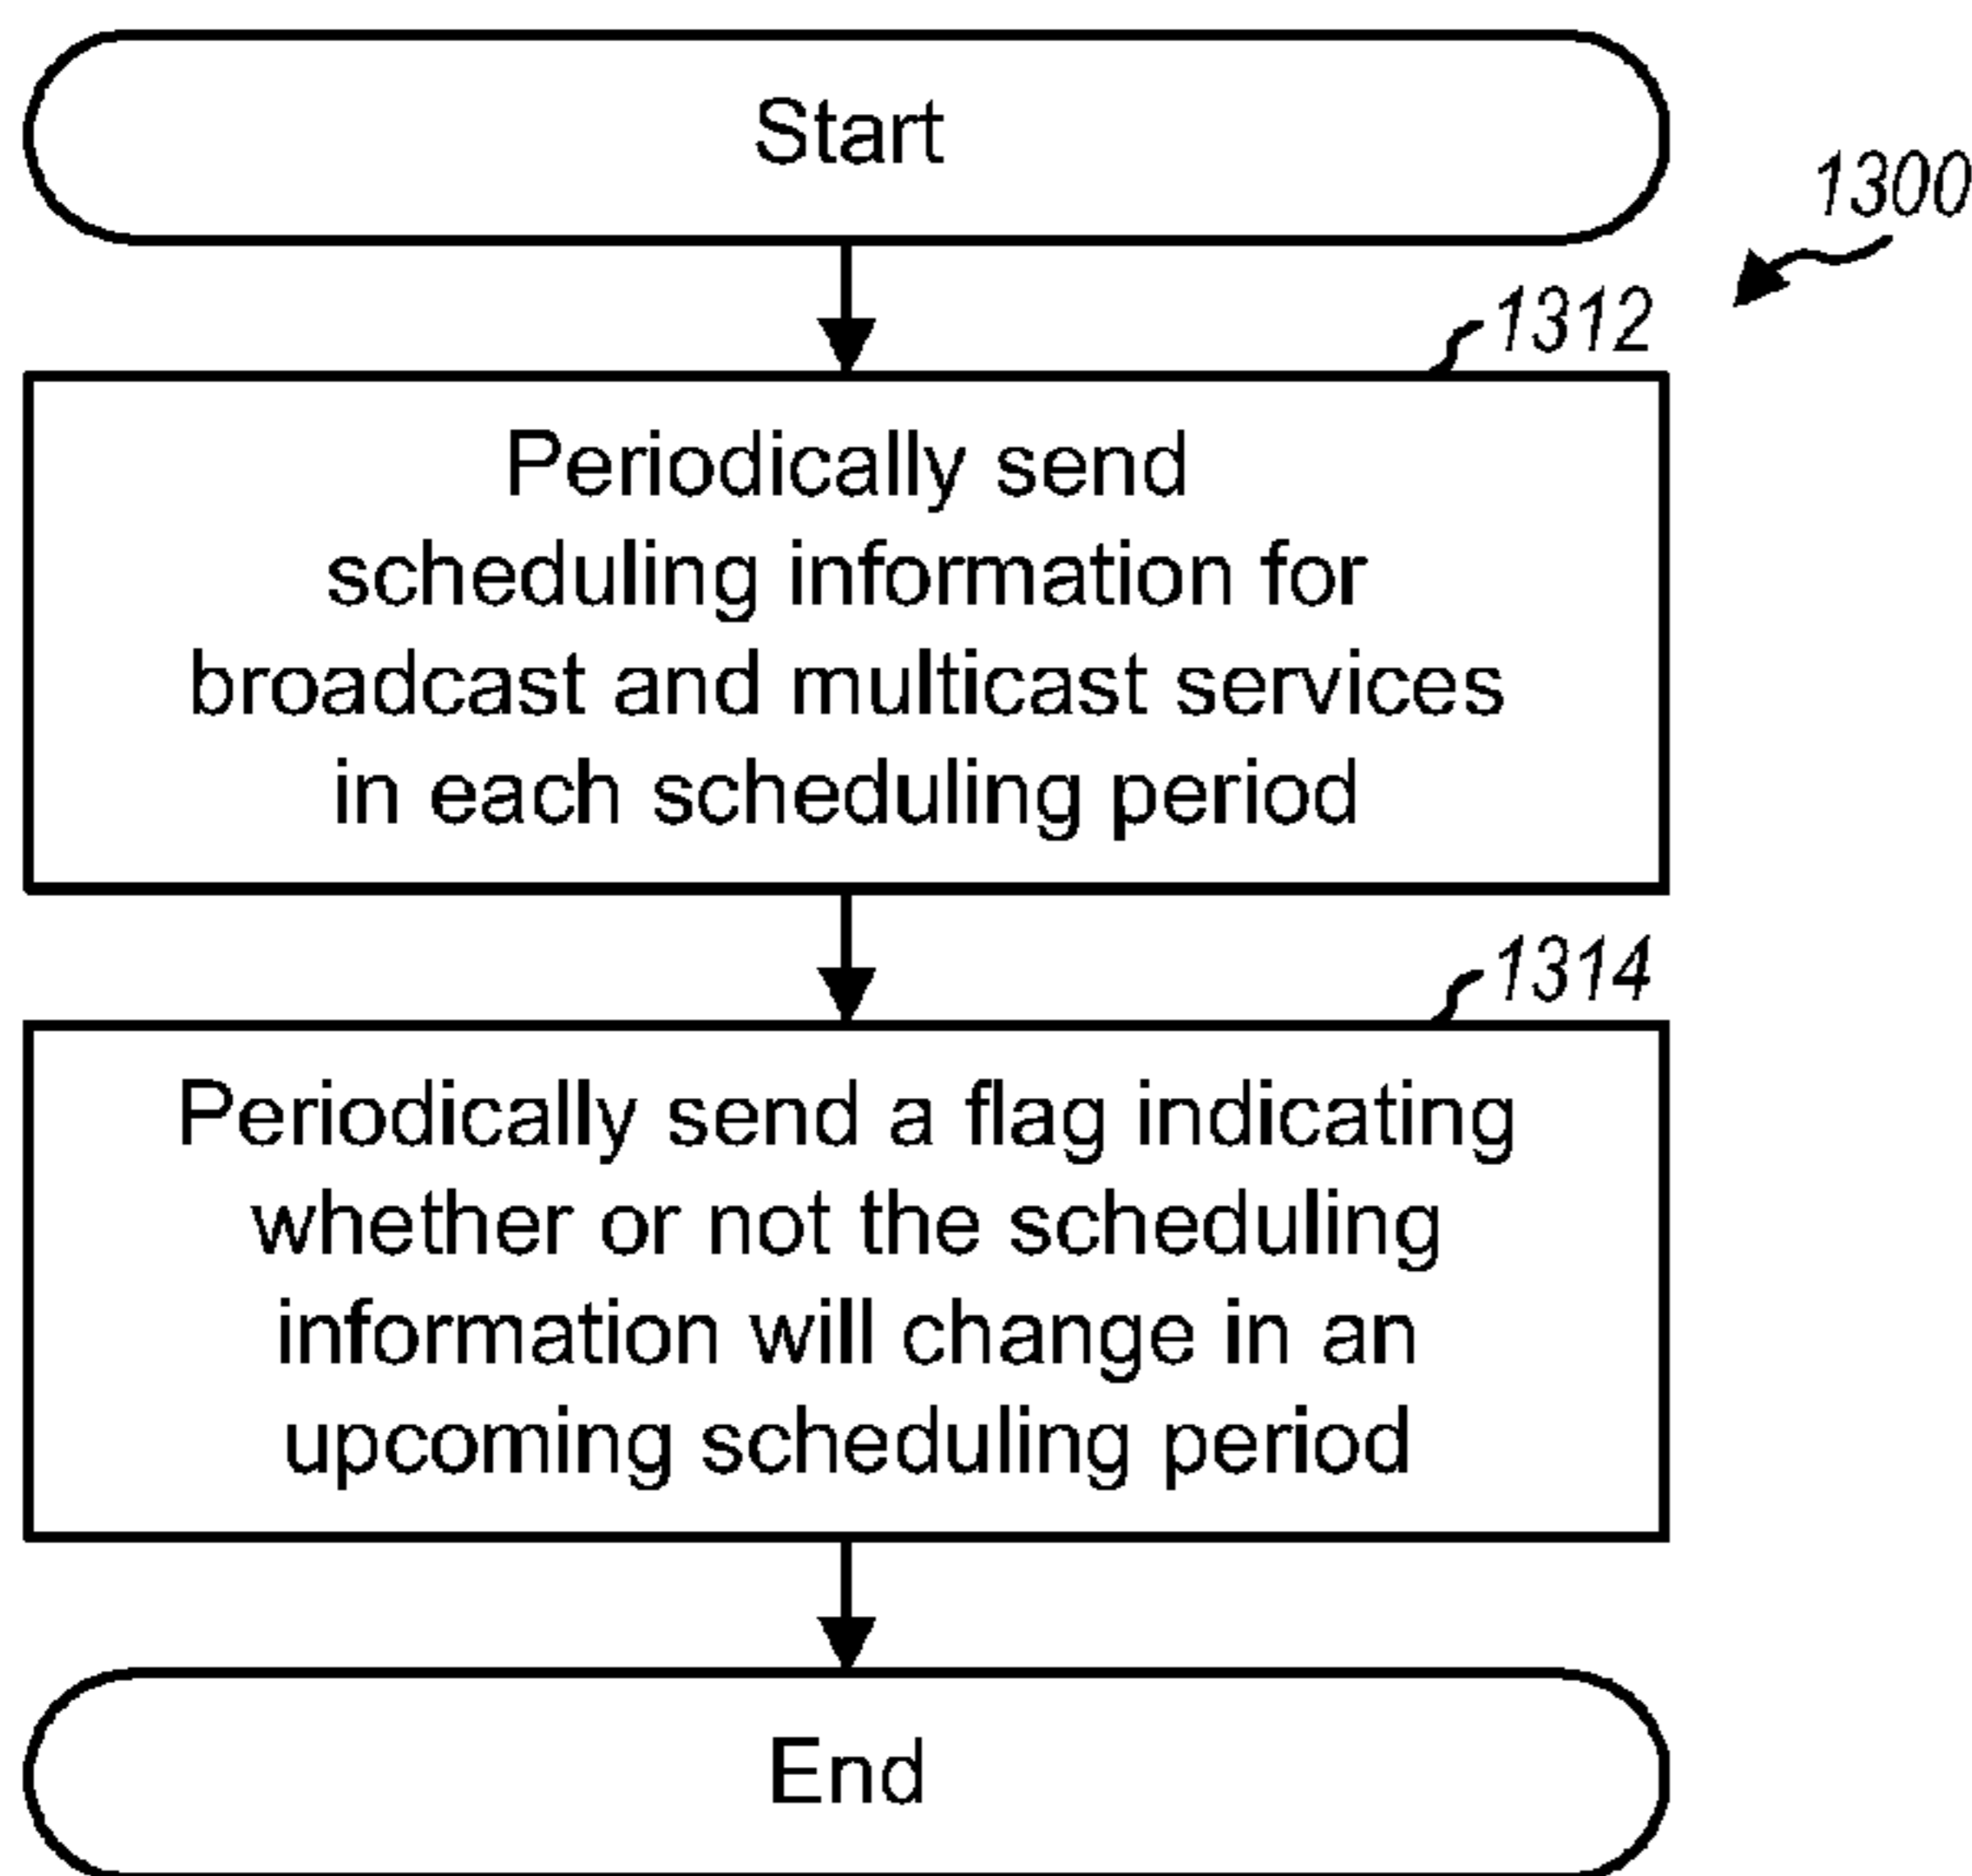 Start
1300
1312
Periodically send
scheduling information for
broadcast and multicast services
in each scheduling period
1314
Periodically send a flag indicating
whether or not the scheduling
information will change in an
upcoming scheduling period
End